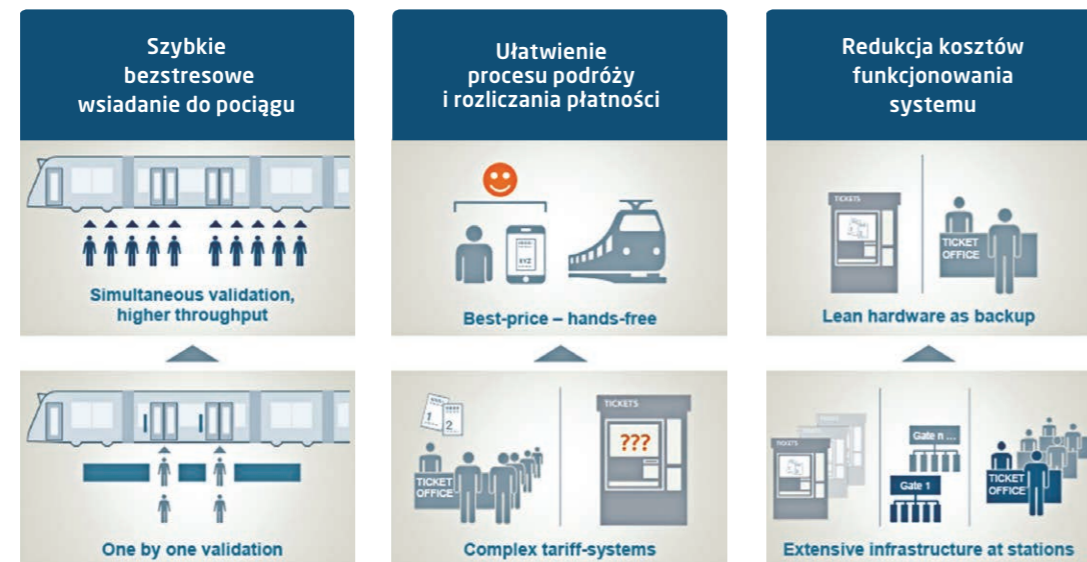 Szybkie
bezstresowe
wsiadanie do pociągu
Simultaneous validation,
higher throughput
One by one validation
Ułatwienie
procesu podróży
i rozliczania płatności
XYZ
Best-price – hands-free
1
2
TICKET
OFFICE
TICKETS
???
Complex tariff-systems
Redukcja kosztów
funkcjonowania
systemu
TICKETS
TICKET
OFFICE
Lean hardware as backup
TICKETS
Gate n ...
Gate 1
TICKET
OFFICE
Extensive infrastructure at stations